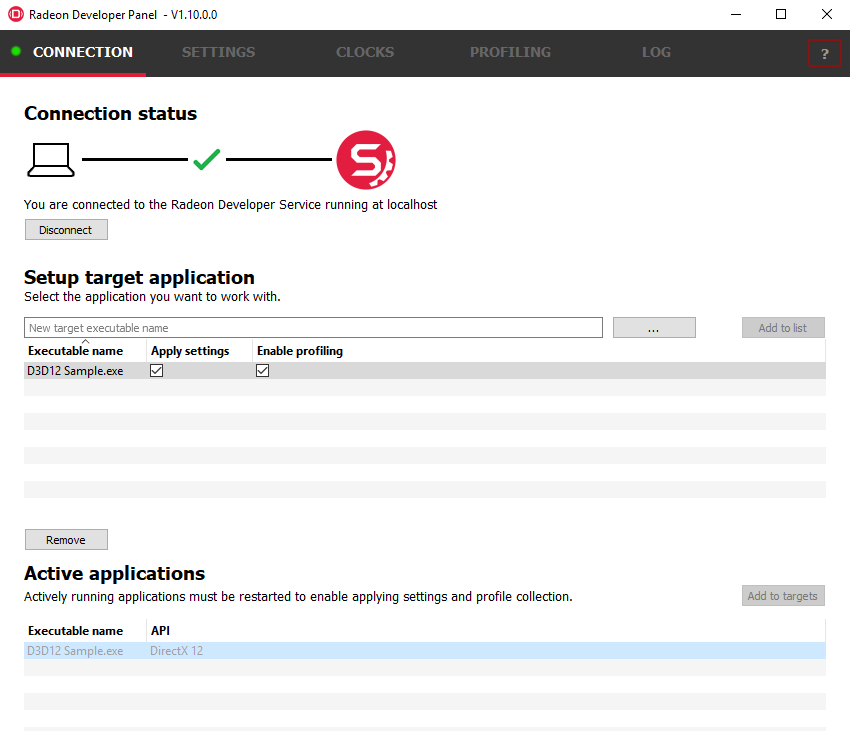 Radeon Developer Panel - V1.10.0.0
CONNECTION SETTINGS CLOCKS PROFILING LOG ?
Connection status
You are connected to the Radeon Developer Service running at localhost
Disconnect
Setup target application
Select the application you want to work with.
New target executable name ... Add to list
Executable name Apply settings Enable profiling
D3D12 Sample.exe
Remove
Active applications
Actively running applications must be restarted to enable applying settings and profile collection. Add to targets
Executable name API
D3D12 Sample.exe DirectX 12